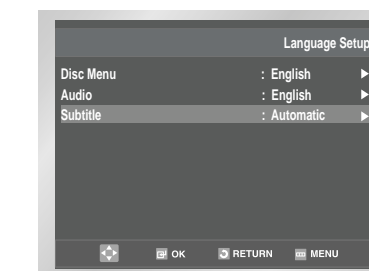 Language Setup
Disc Menu : English ▶
Audio : English ▶
Subtitle : Automatic ▶
OK RETURN MENU